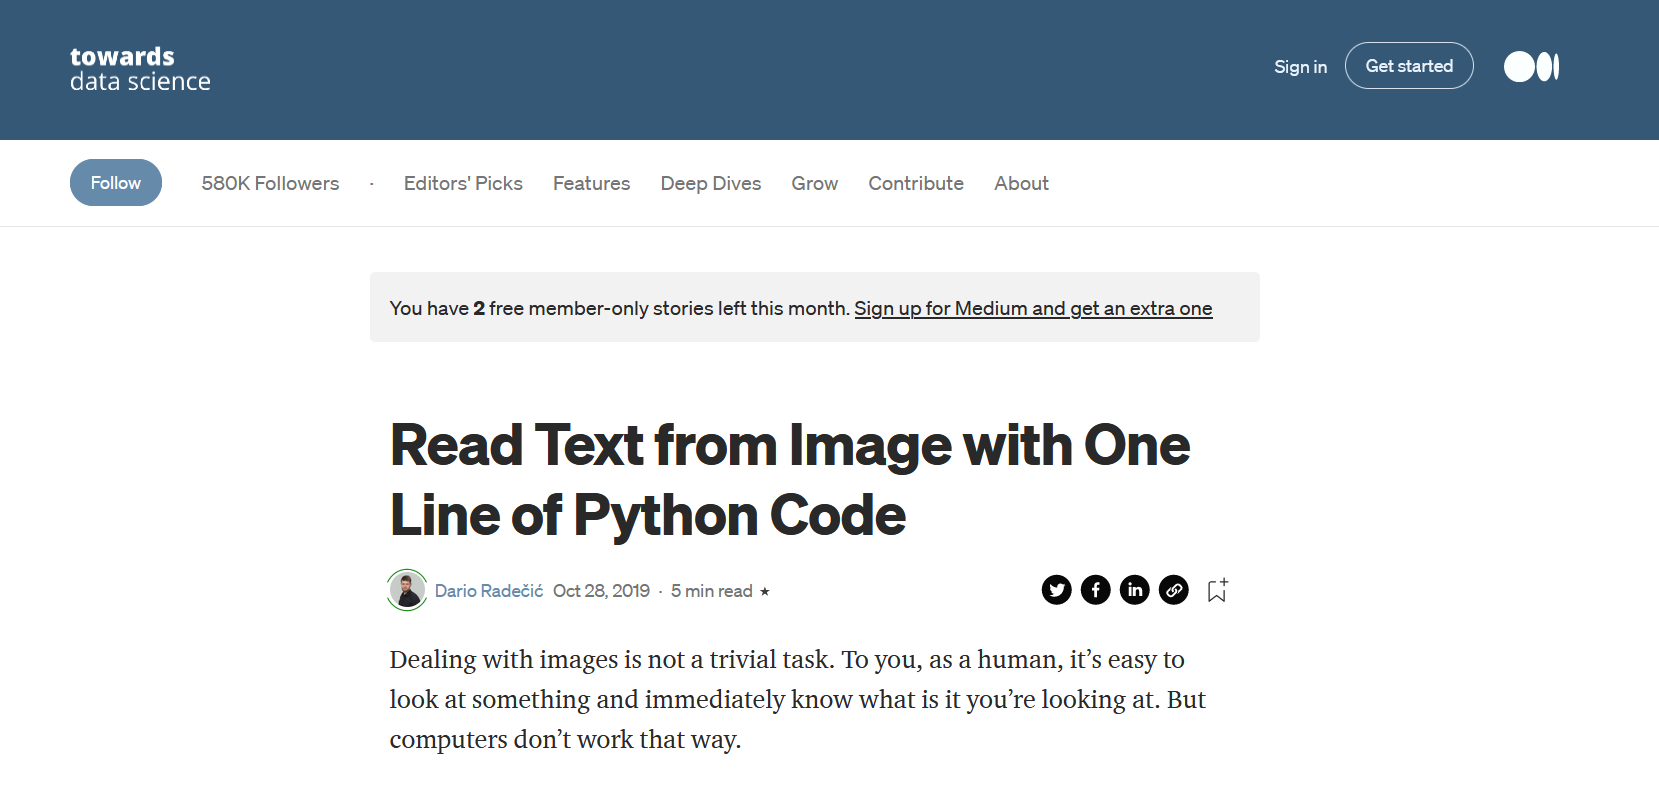 towards
data science
Sign in
Get started
Follow
580K Followers
·
Editors' Picks
Features
Deep Dives
Grow
Contribute
About
You have 2 free member-only stories left this month. Sign up for Medium and get an extra one
Read Text from Image with One
Line of Python Code
Dario Radečić Oct 28, 2019 · 5 min read ★
Dealing with images is not a trivial task. To you, as a human, it’s easy to
look at something and immediately know what is it you’re looking at. But
computers don’t work that way.